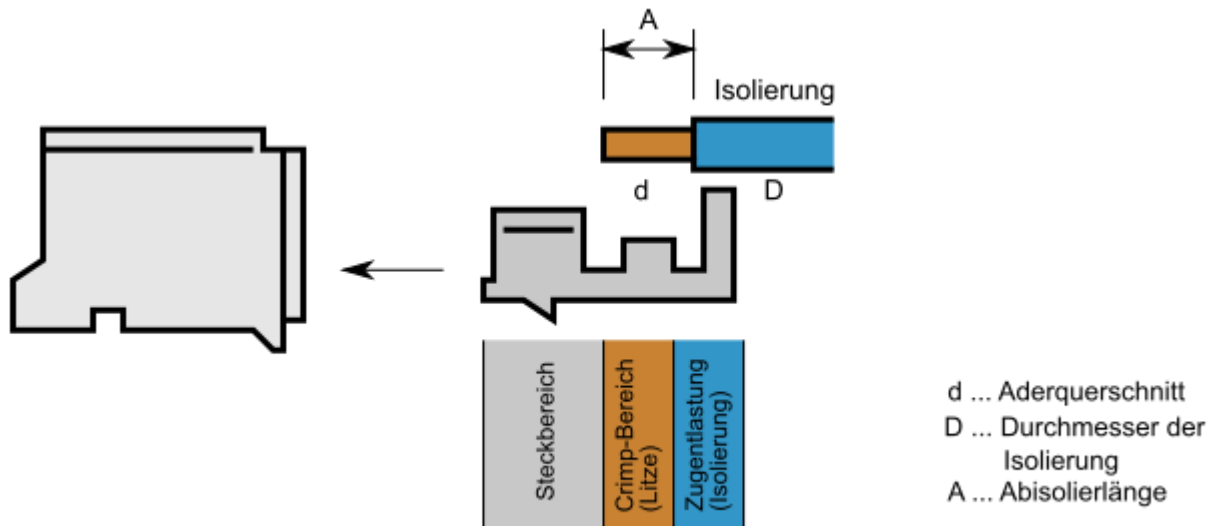 A
Isolierung
d
D
Steckbereich
Crimp-Bereich
(Litze)
Zugentlastung
(Isolierung)
d ... Aderquerschnitt
D ... Durchmesser der
Isolierung
A ... Abisolierlänge